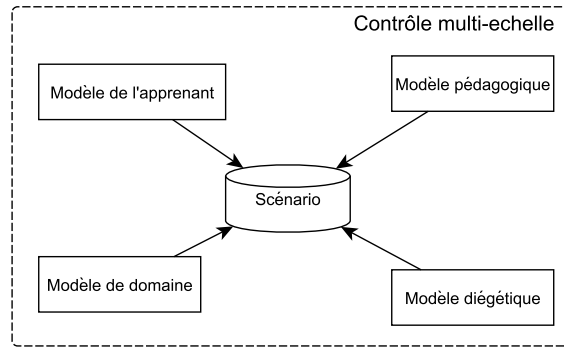 Contrôle multi-echelle
Modèle de l'apprenant
Modèle pédagogique
Scénario
Modèle de domaine
Modèle diégétique